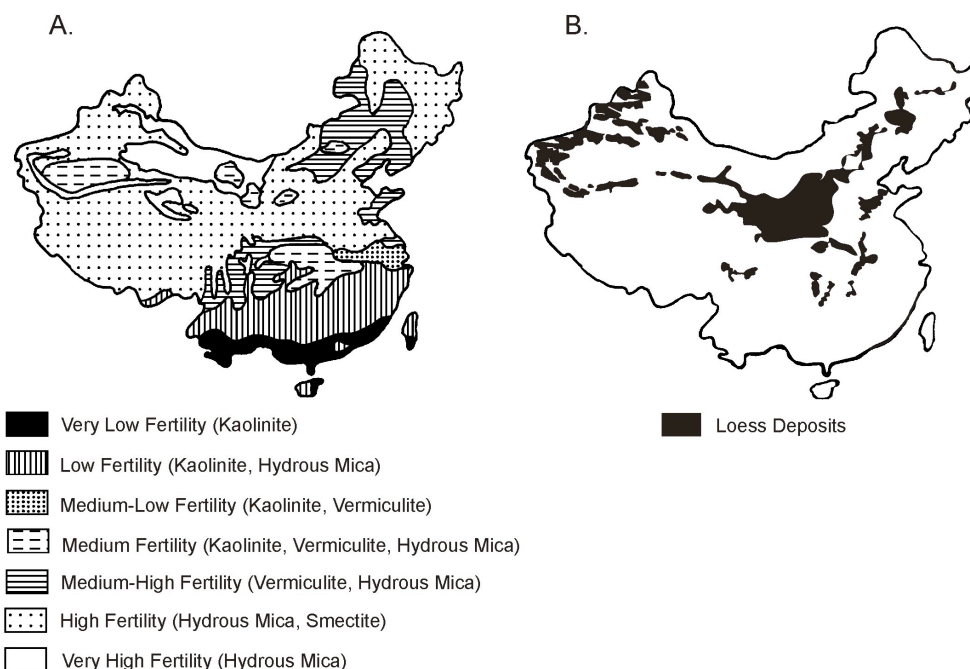 A.
B.
Very Low Fertility (Kaolinite)
Low Fertility (Kaolinite, Hydrous Mica)
Medium-Low Fertility (Kaolinite, Vermiculite)
Medium Fertility (Kaolinite, Vermiculite, Hydrous Mica)
Medium-High Fertility (Vermiculite, Hydrous Mica)
High Fertility (Hydrous Mica, Smectite)
Very High Fertility (Hydrous Mica)
Loess Deposits